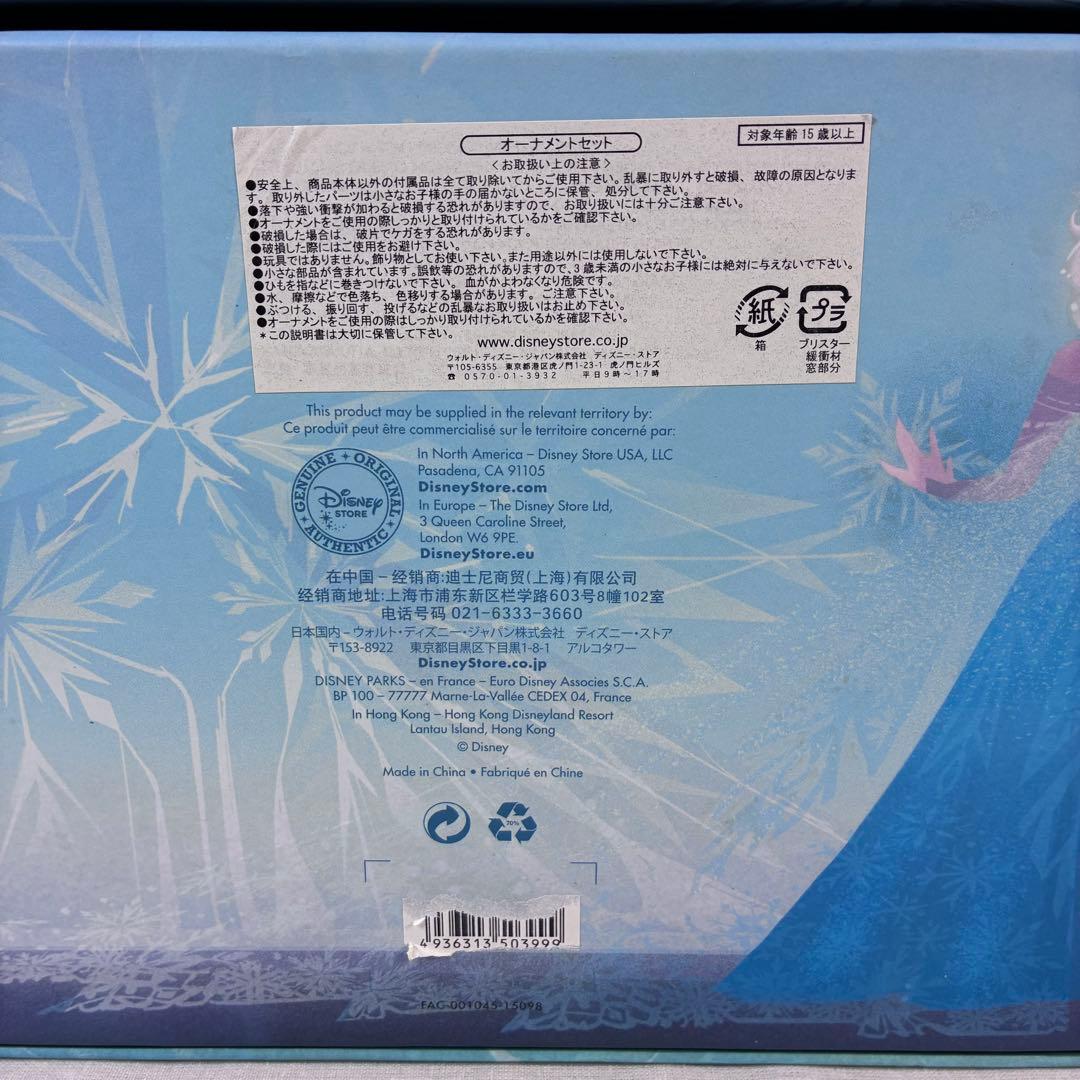 オーナメントセット
対象年齢15歳以上
<お取扱い上の注意>
●安全上、商品本体以外の付属品は全て取り除いてからご使用下さい。乱暴に取り外すと破損、故障の原因となりま
す。取り外したパーツは小さなお子様の手の届かないところに保管、処分して下さい。
●落下や強い衝撃が加わると破損する恐れがありますので、お取り扱いには十分ご注意下さい。
●オーナメントをご使用の際しっかりと取り付けられているかをご確認下さい。
●破損した場合は、破片でケガをする恐れがあります。
●破損した際にはご使用をお避け下さい。
●玩具ではありません。飾り物としてお使い下さい。また用途以外には使用しないで下さい。
●小さな部品が含まれています。誤飲等の恐れがありますので、3歳未満の小さなお子様には絶対に与えないで下さい。
●ひもを指などに巻きつけないで下さい。血がかよわなくなり危険です。
●水、摩擦などで色落ち、色移りする場合があります。ご注意下さい。
●ぶつける、振り回す、投げるなどの乱暴なお取り扱いはお止め下さい。
●オーナメントをご使用の際はしっかり取り付けられているかをご確認下さい。
＊この説明書は大切に保管して下さい。
紙
箱
プラ
ブリスター
緩衝材
窓部分
www.disneystore.co.jp
ウォルト・ディズニー・ジャパン株式会社 ディズニー・ストア
〒105-6355 東京都港区虎ノ門1-23-1 虎ノ門ヒルズ
☎ 0570-01-3932 平日9時～17時
This product may be supplied in the relevant territory by:
Ce produit peut être commercialisé sur le territoire concerné par:
GENUINE • ORIGINAL • AUTHENTIC
Disney
STORE
In North America – Disney Store USA, LLC
Pasadena, CA 91105
DisneyStore.com
In Europe – The Disney Store Ltd,
3 Queen Caroline Street,
London W6 9PE.
DisneyStore.eu
在中国 – 经销商:迪士尼商贸(上海)有限公司
经销商地址:上海市浦东新区栏学路603号8幢102室
电话号码 021-6333-3660
日本国内 – ウォルト・ディズニー・ジャパン株式会社 ディズニー・ストア
〒153-8922 東京都目黒区下目黒1-8-1 アルコタワー
DisneyStore.co.jp
DISNEY PARKS – en France – Euro Disney Associes S.C.A.
BP 100 – 77777 Marne-La-Vallée CEDEX 04, France
In Hong Kong – Hong Kong Disneyland Resort
Lantau Island, Hong Kong
© Disney
Made in China • Fabriqué en Chine
70%
4936313503999
FAC-001045-15098